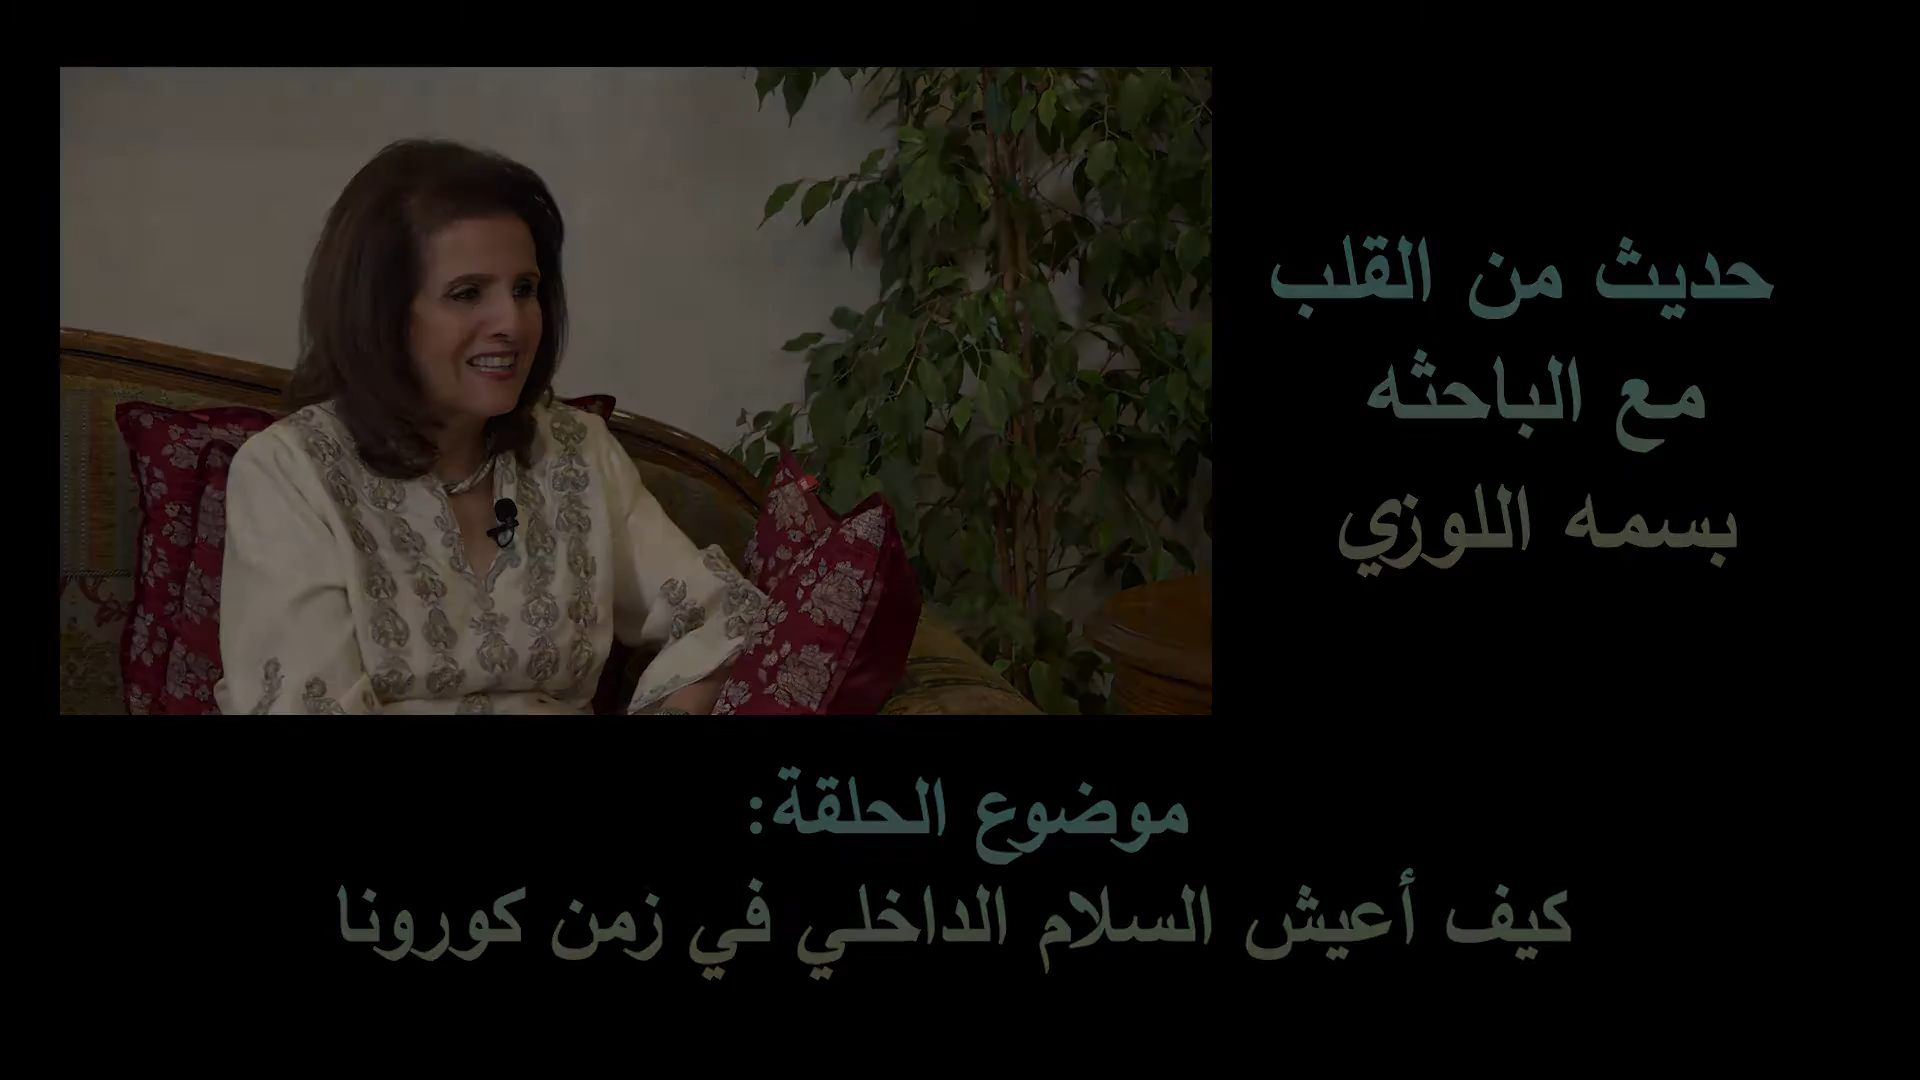 حديث من القلب
مع الباحثه
بسمه اللوزي
موضوع الحلقة:
كيف أعيش السلام الداخلي في زمن كورونا